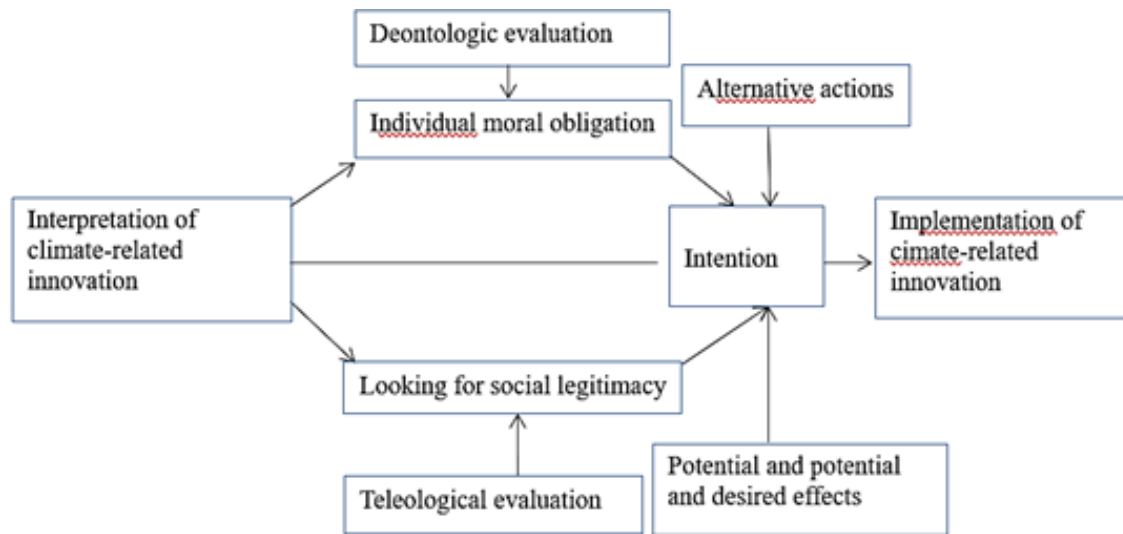 Deontologic evaluation
Alternative actions
Individual moral obligation
Interpretation of
climate-related
innovation
Intention
Implementation of
cimate-related
innovation
Looking for social legitimacy
Teleological evaluation
Potential and potential
and desired effects